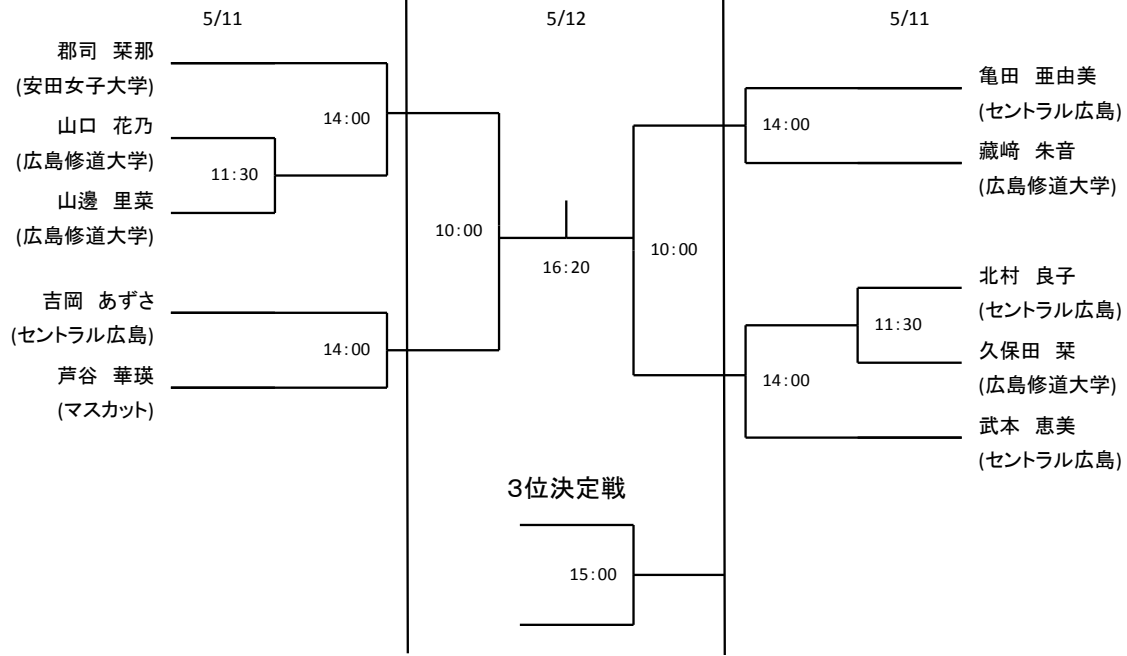 5/11
5/12
5/11
郡司 栞那
(安田女子大学)
山口 花乃
(広島修道大学)
山邊 里菜
(広島修道大学)
吉岡 あずさ
(セントラル広島)
芦谷 華瑛
(マスカット)
14:00
11:30
14:00
10:00
16:20
10:00
14:00
11:30
14:00
亀田 亜由美
(セントラル広島)
藏﨑 朱音
(広島修道大学)
北村 良子
(セントラル広島)
久保田 栞
(広島修道大学)
武本 恵美
(セントラル広島)
3位決定戦
15:00